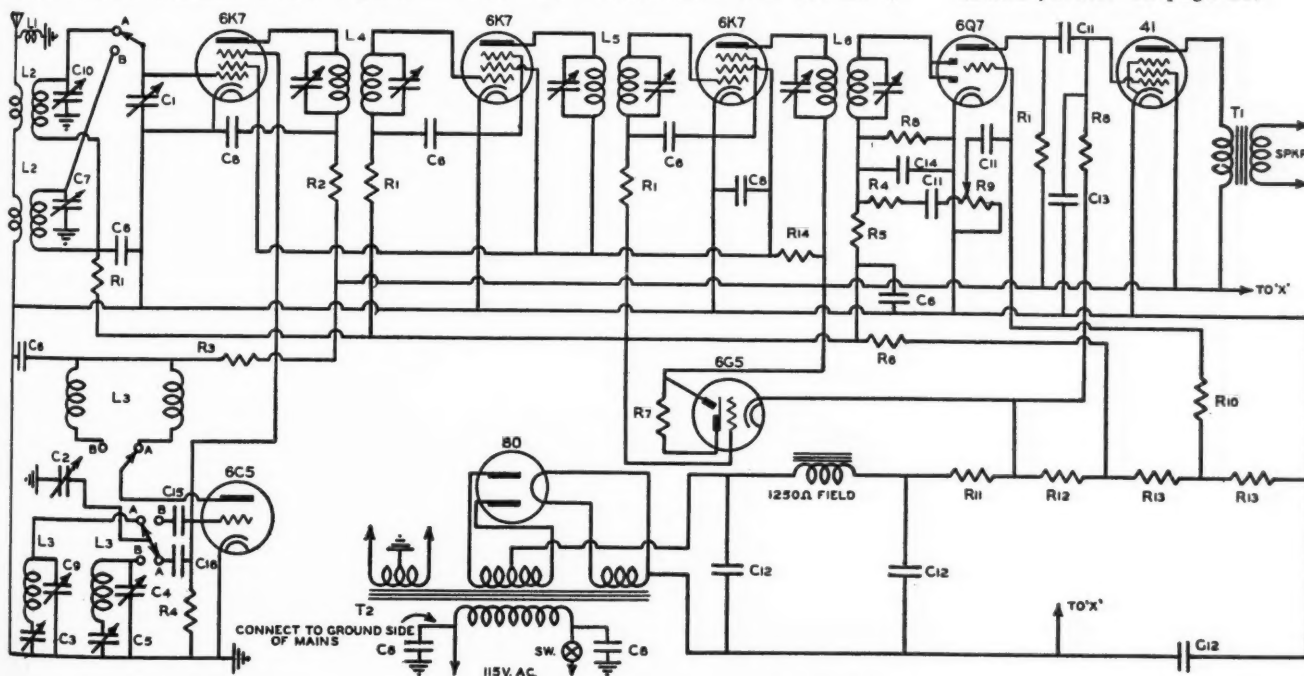 6K7
6K7
6K7
6Q7
41
L1
A
B
L2
C10
C1
L4
L5
L6
C11
R1
R8
T1
SPKR
C6
C6
C6
C8
R8
C14
C11
R4
C11
R9
C13
L2
C7
C6
R1
R2
R1
R1
R14
R5
C6
TO 'X'
C6
R3
R6
L3
B
A
6G5
R7
R10
C2
6C5
80
1250Ω FIELD
R11
R12
R13
R13
C15
A
B
L3
C9
L3
B
A
C16
C4
R4
C3
C5
C12
C12
TO 'X'
T2
CONNECT TO GROUND SIDE
OF MAINS
C8
SW.
C8
115V. AC.
C12